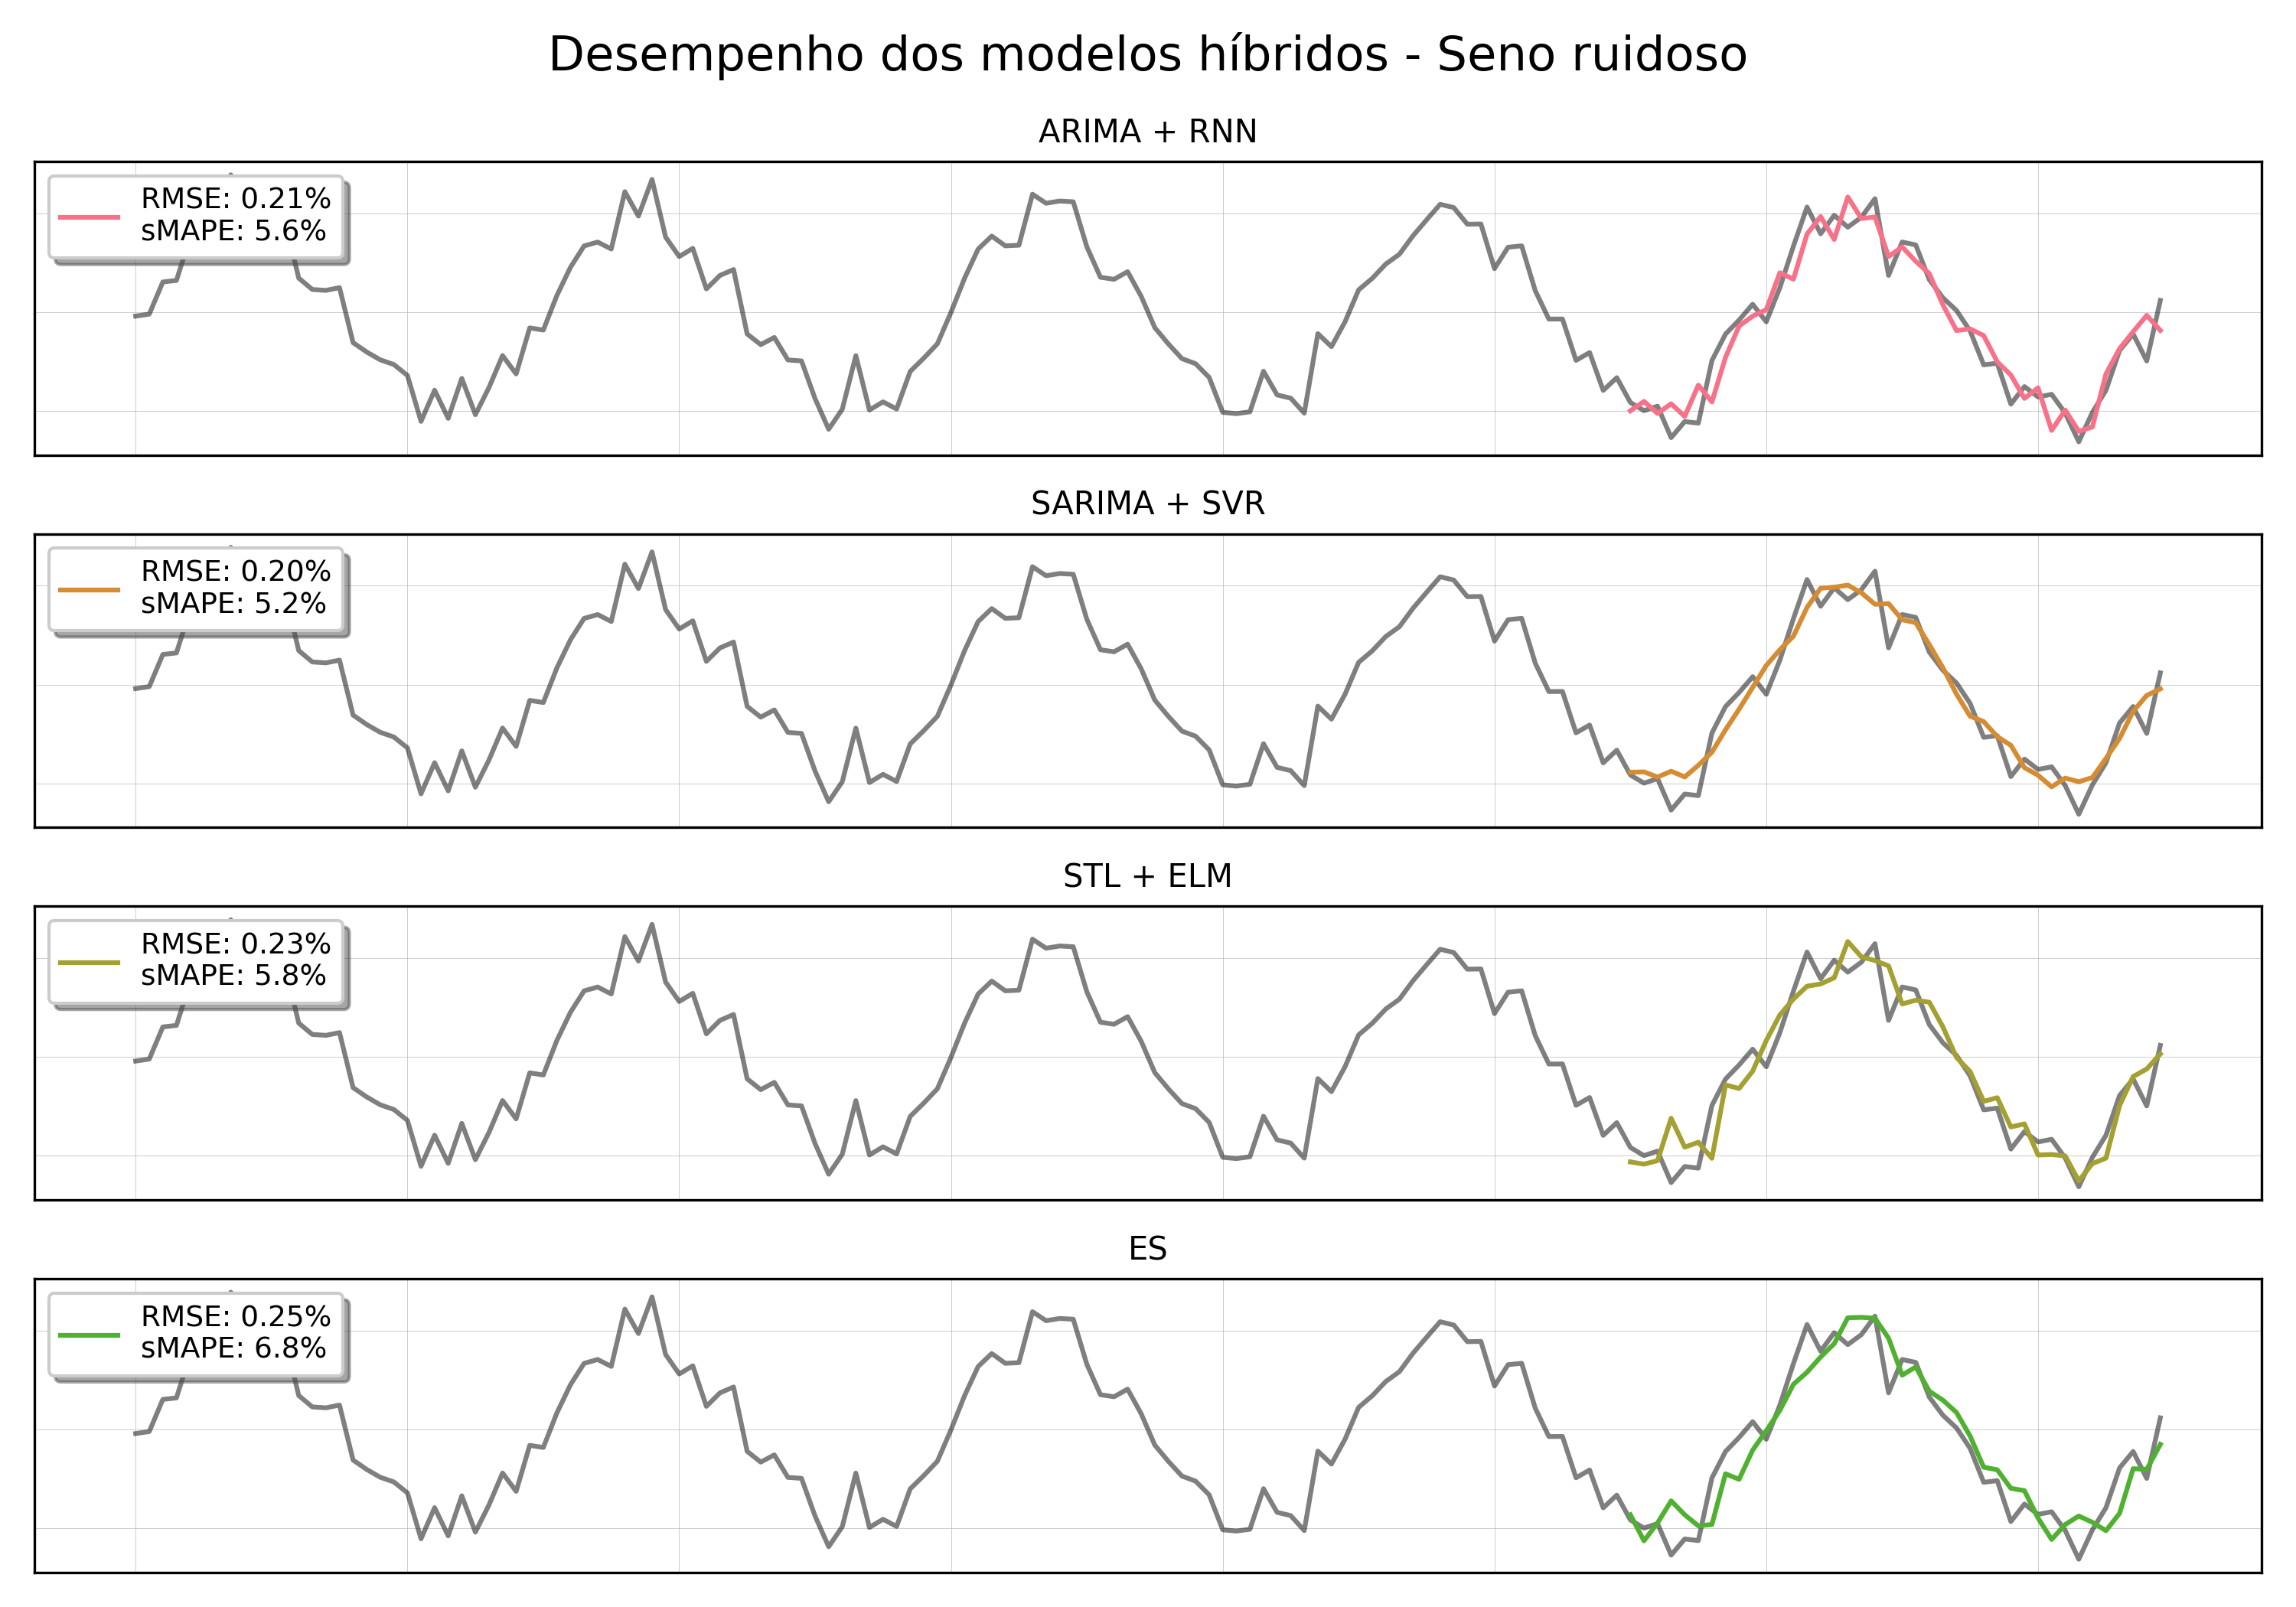 Desempenho dos modelos híbridos - Seno ruidoso
ARIMA + RNN
RMSE: 0.21%
sMAPE: 5.6%
SARIMA + SVR
RMSE: 0.20%
sMAPE: 5.2%
STL + ELM
RMSE: 0.23%
sMAPE: 5.8%
ES
RMSE: 0.25%
sMAPE: 6.8%